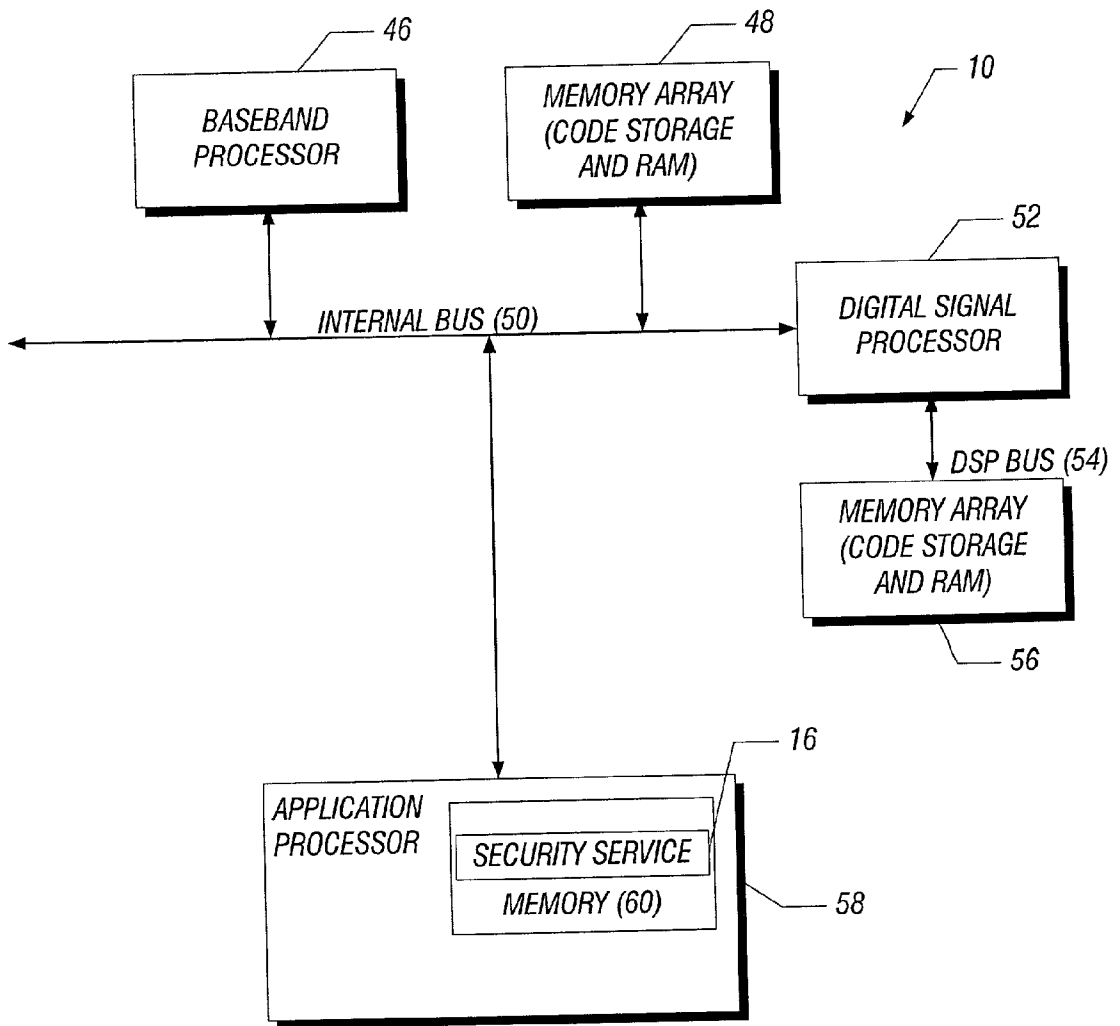 46
48
10
BASEBAND
PROCESSOR
MEMORY ARRAY
(CODE STORAGE
AND RAM)
52
INTERNAL BUS (50)
DIGITAL SIGNAL
PROCESSOR
DSP BUS (54)
MEMORY ARRAY
(CODE STORAGE
AND RAM)
56
16
APPLICATION
PROCESSOR
SECURITY SERVICE
MEMORY (60)
58